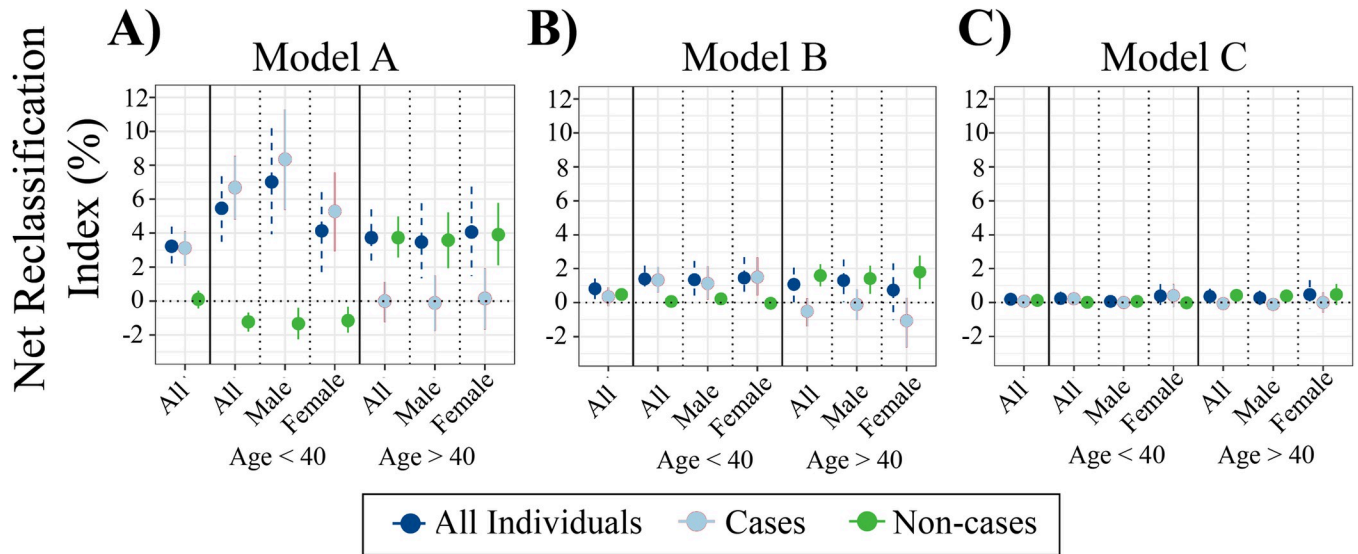 A)
B)
C)
Model A
Model B
Model C
Net Reclassification
Index (%)
12
10
8
6
4
2
0
-2
12
10
8
6
4
2
0
-2
12
10
8
6
4
2
0
-2
All
All
Male
Female
All
Male
Female
All
All
Male
Female
All
Male
Female
All
All
Male
Female
All
Male
Female
Age < 40
Age > 40
Age < 40
Age > 40
Age < 40
Age > 40
All Individuals
Cases
Non-cases